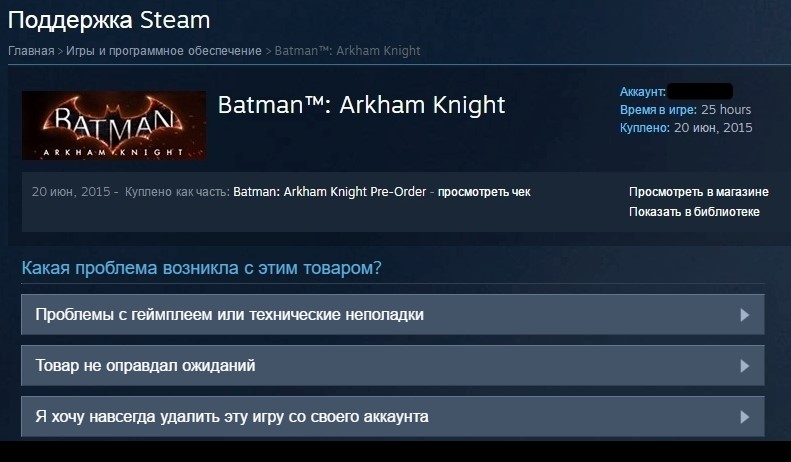 Поддержка Steam
Главная > Игры и программное обеспечение > Batman™: Arkham Knight
BATMAN
ARKHAM KNIGHT
Batman™: Arkham Knight
Аккаунт:
Время в игре: 25 hours
Куплено: 20 июн, 2015
20 июн, 2015 - Куплено как часть: Batman: Arkham Knight Pre-Order - просмотреть чек
Просмотреть в магазине
Показать в библиотеке
Какая проблема возникла с этим товаром?
Проблемы с геймплеем или технические неполадки
Товар не оправдал ожиданий
Я хочу навсегда удалить эту игру со своего аккаунта